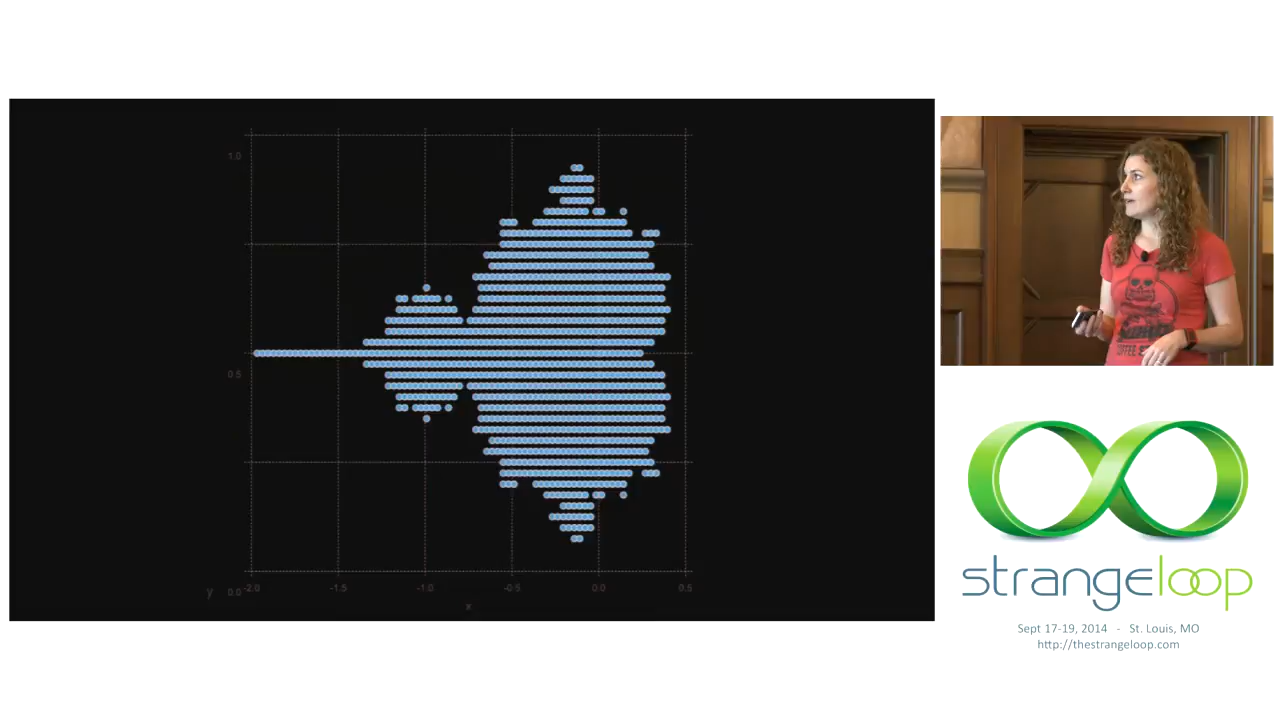 1.0
0.5
y 0.0 -2.0 -1.5 -1.0 -0.5 0.0 0.5
x
COFFEE
strangeloop
Sept 17-19, 2014 - St. Louis, MO
http://thestrangeloop.com